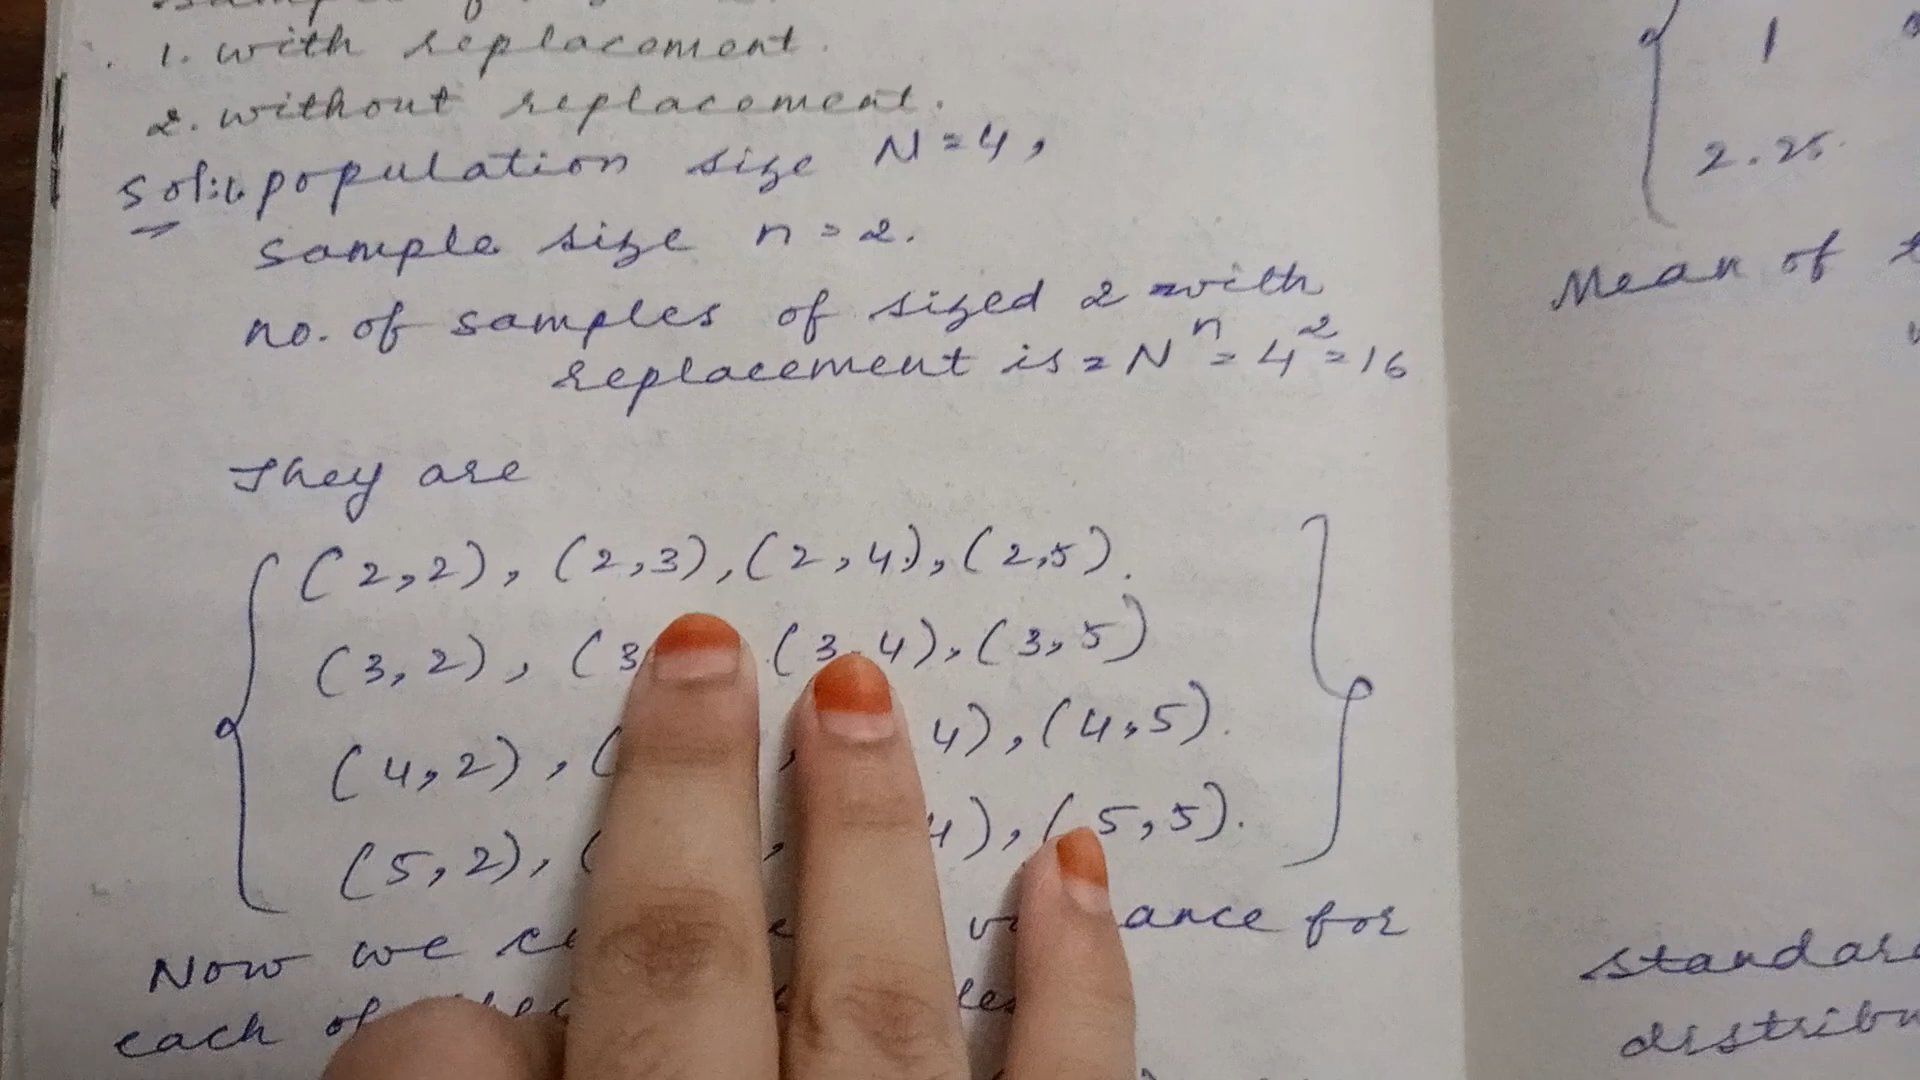 1. with replacement.
2. without replacement.
Sol:- population size N = 4,
sample size n = 2.
no. of samples of sized 2 with
replacement is = N^n = 4^2 = 16
They are
(2,2), (2,3), (2,4), (2,5).
(3,2), (3 (3,4), (3,5)
(4,2), ( , 4), (4,5).
(5,2), ( , 4), (5,5).
Now we ance for
each of
1
2.25
Mean of